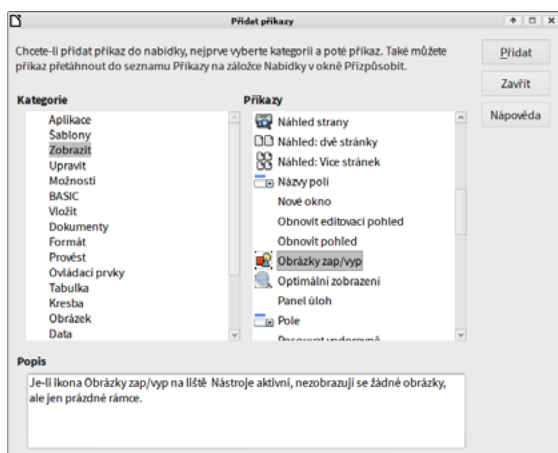 Přidat příkazy
Chcete-li přidat příkaz do nabídky, nejprve vyberte kategorii a poté příkaz. Také můžete
příkaz přetáhnout do seznamu Příkazy na záložce Nabídky v okně Přizpůsobit.
Přidat
Zavřít
Nápověda
Kategorie
Aplikace
Šablony
Zobrazit
Upravit
Možnosti
BASIC
Vložit
Dokumenty
Formát
Provést
Ovládací prvky
Tabulka
Kresba
Obrázek
Data
Příkazy
Náhled strany
Náhled: dvě stránky
Náhled: Více stránek
Názvy polí
Nové okno
Obnovit editovací pohled
Obnovit pohled
Obrázky zap/vyp
Optimální zobrazení
Panel úloh
Pole
Posouvat vodorovně
Popis
Je-li ikona Obrázky zap/vyp na liště Nástroje aktivní, nezobrazují se žádné obrázky,
ale jen prázdné rámce.